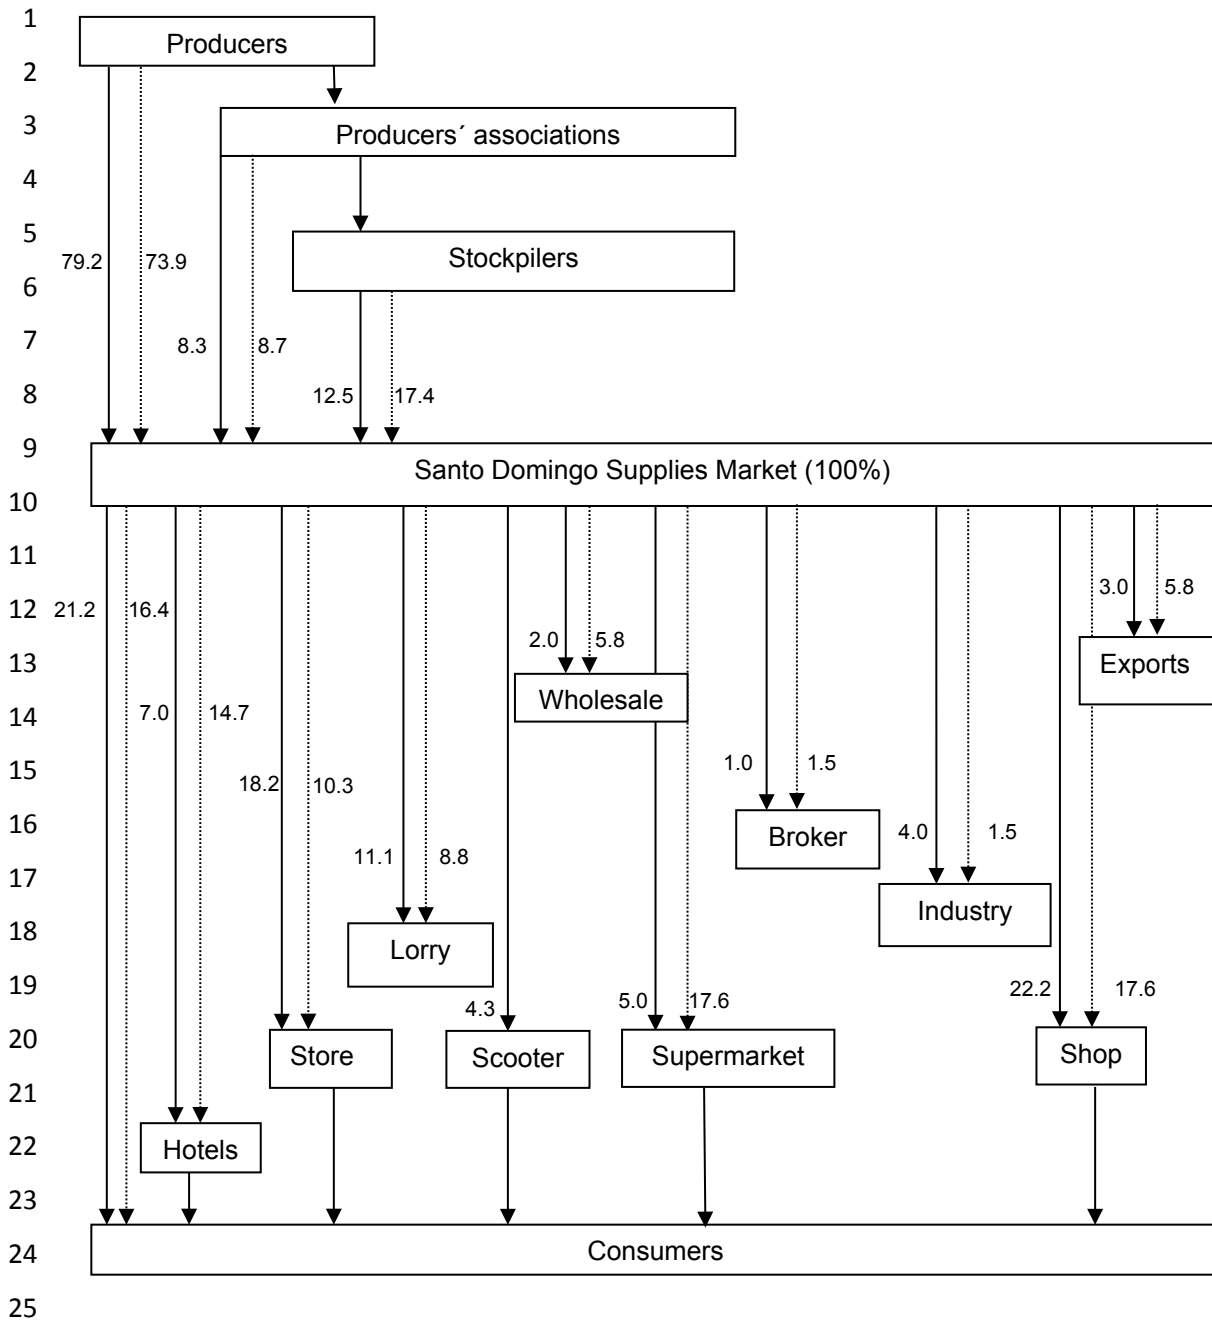 1
Producers
2
3
Producers´ associations
4
5
Stockpilers
79.2 73.9
6
7
8.3 8.7
8
12.5 17.4
9
Santo Domingo Supplies Market (100%)
10
11
3.0 5.8
12
21.2 16.4
2.0 5.8
13
Exports
Wholesale
14
7.0 14.7
15
1.0 1.5
18.2 10.3
16
Broker
4.0 1.5
11.1 8.8
17
Industry
18
Lorry
19
22.2 17.6
4.3 5.0 17.6
20
Store Scooter Supermarket Shop
21
22
Hotels
23
24
Consumers
25